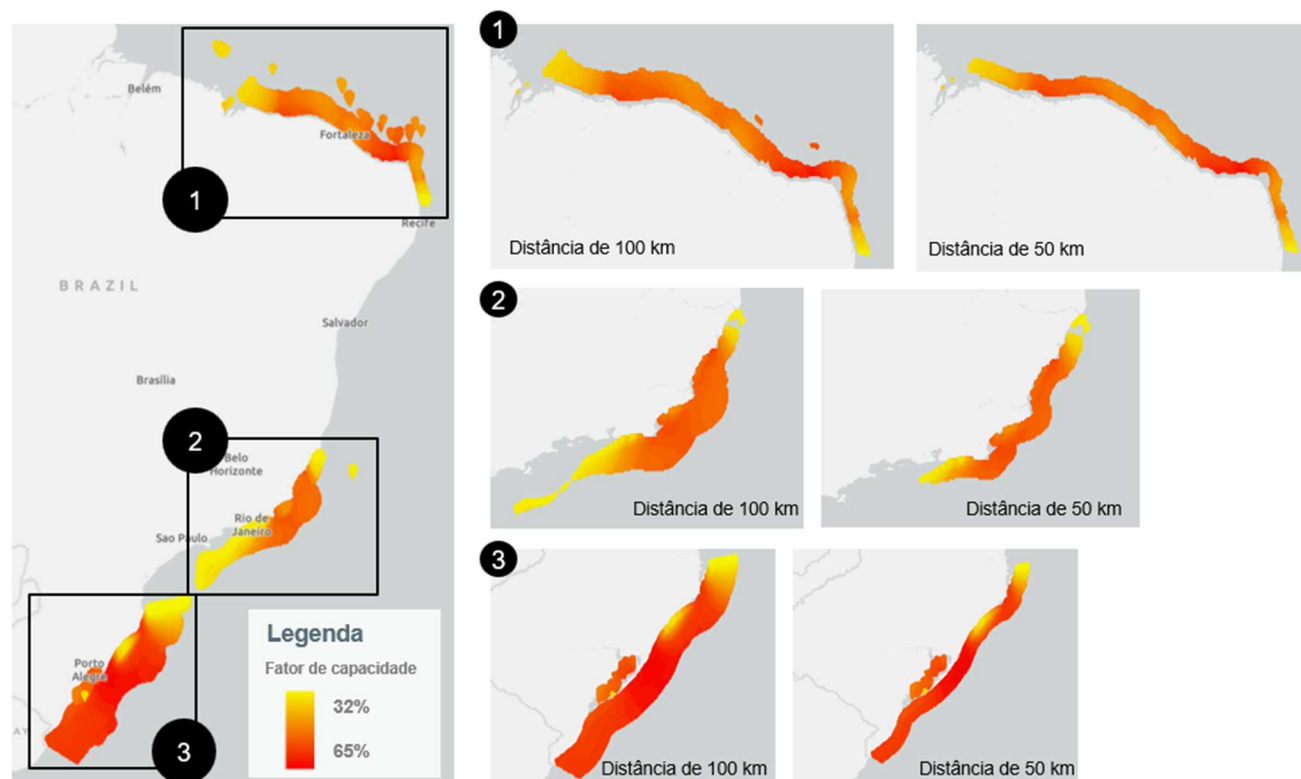 Belém
Fortaleza
1
Recife
BRAZIL
Salvador
Brasília
2
Belo
Horizonte
Rio de
Janeiro
Sao Paulo
Porto
Alegre
3
Legenda
Fator de capacidade
32%
65%
1
Distância de 100 km
Distância de 50 km
2
Distância de 100 km
Distância de 50 km
3
Distância de 100 km
Distância de 50 km